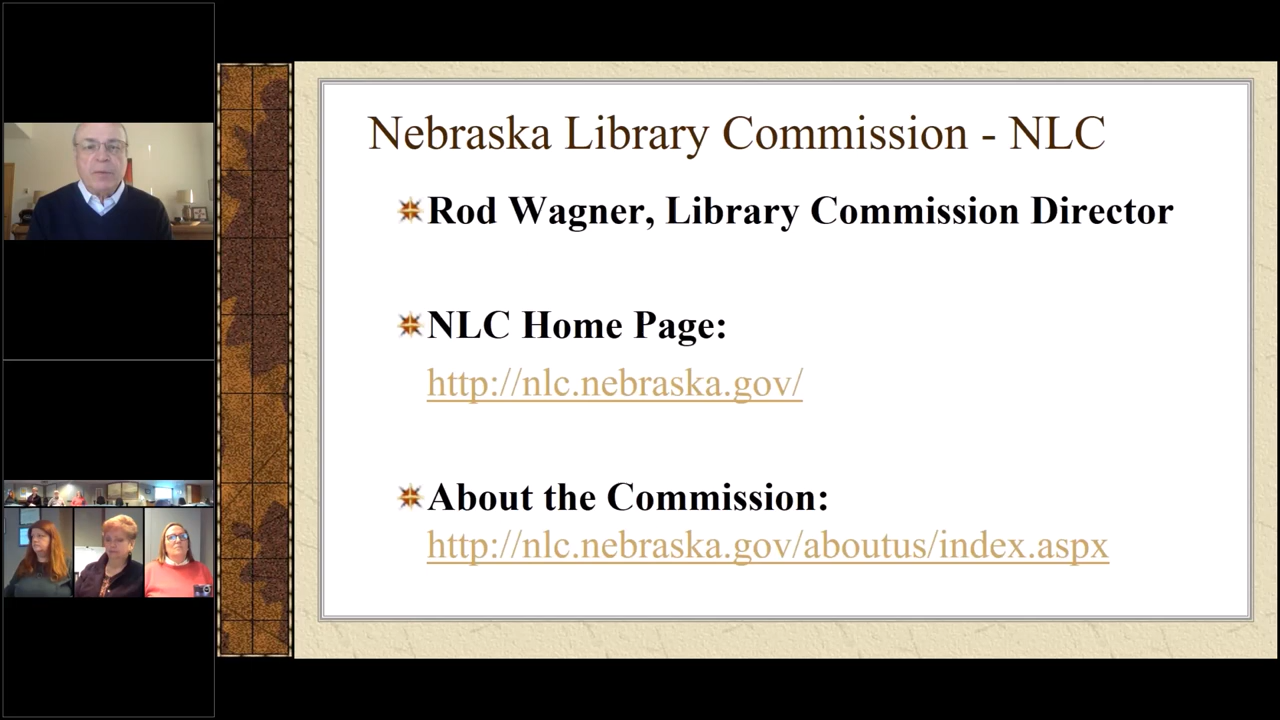 Nebraska Library Commission - NLC
Rod Wagner, Library Commission Director
NLC Home Page:
http://nlc.nebraska.gov/
About the Commission:
http://nlc.nebraska.gov/aboutus/index.aspx